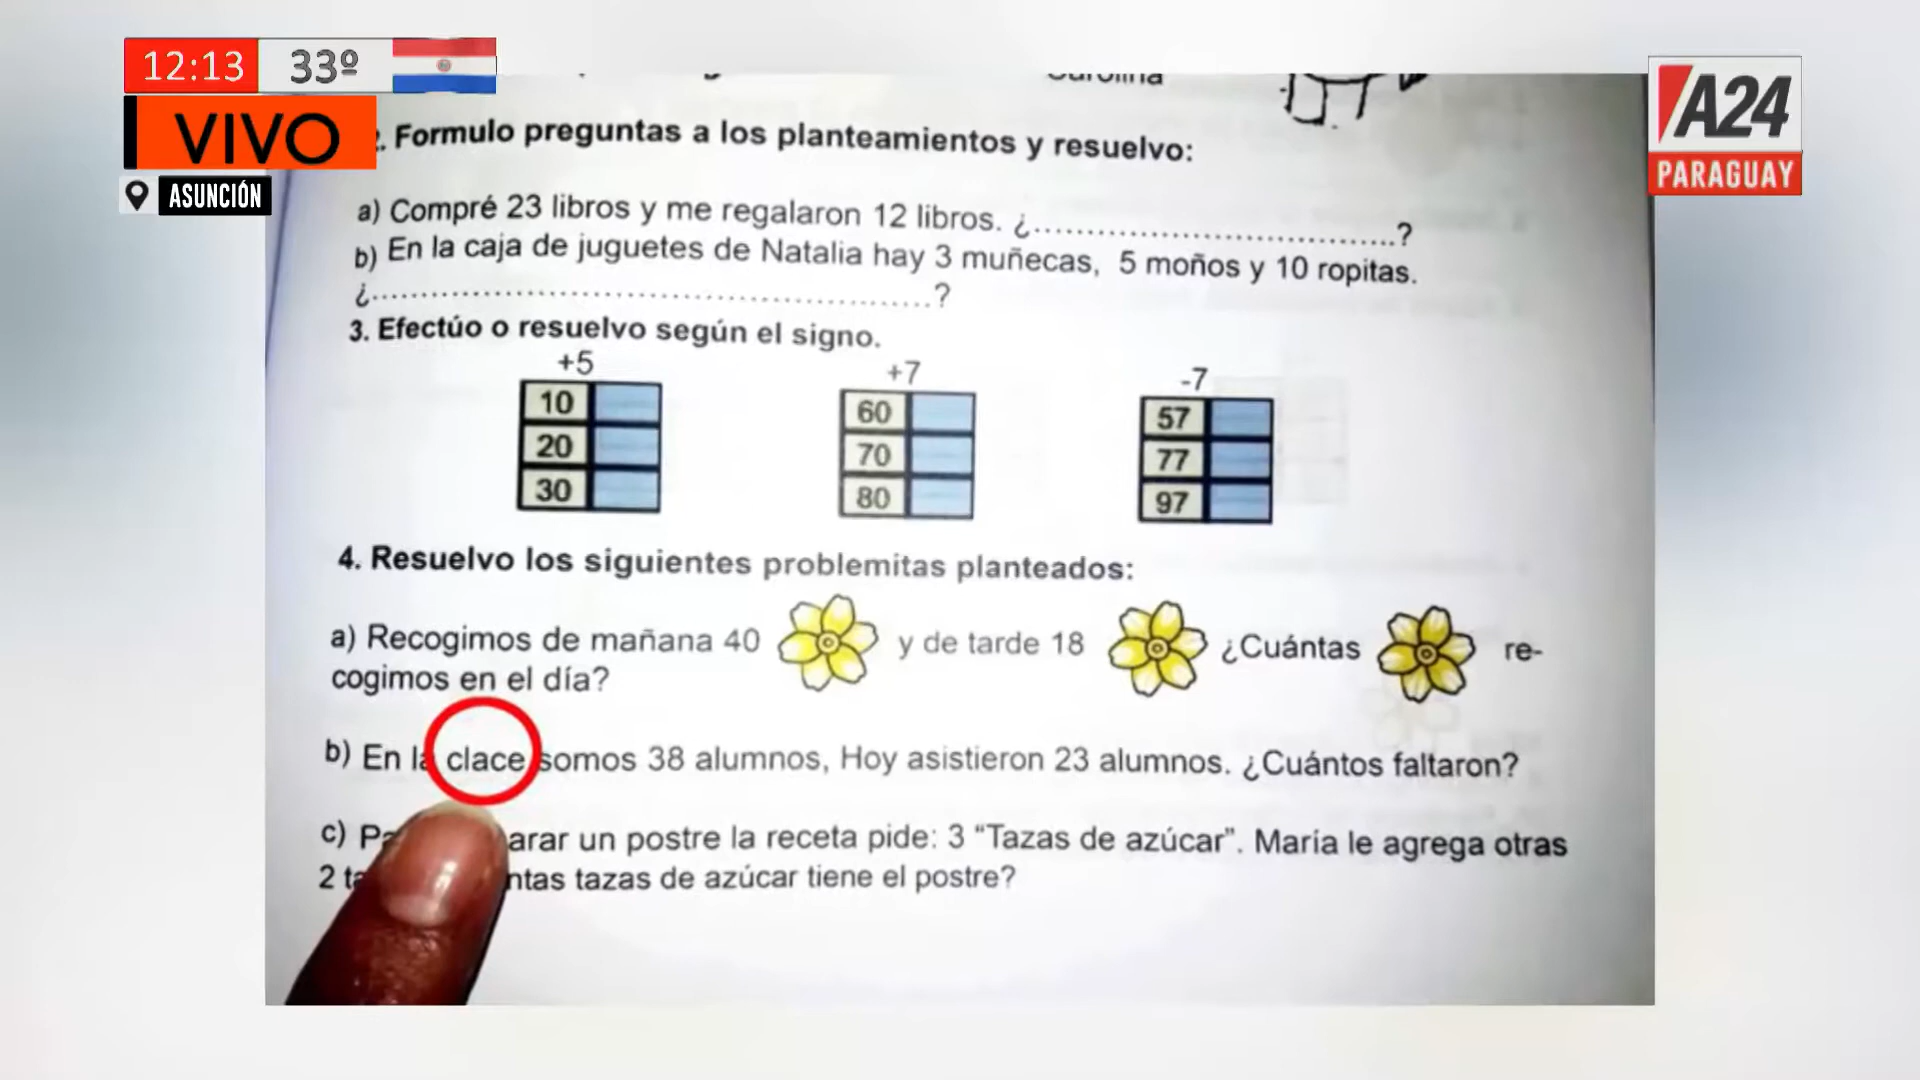 12:13 33º
VIVO
ASUNCIÓN
A24
PARAGUAY
Carolina
. Formulo preguntas a los planteamientos y resuelvo:
a) Compré 23 libros y me regalaron 12 libros. ¿....................................?
b) En la caja de juguetes de Natalia hay 3 muñecas, 5 moños y 10 ropitas.
¿........................................................?
3. Efectúo o resuelvo según el signo.
+5 +7 -7
10 60 57
20 70 77
30 80 97
4. Resuelvo los siguientes problemitas planteados:
a) Recogimos de mañana 40 y de tarde 18 ¿Cuántas re-
cogimos en el día?
b) En la clace somos 38 alumnos, Hoy asistieron 23 alumnos. ¿Cuántos faltaron?
c) un postre la receta pide: 3 “Tazas de azúcar”. María le agrega otras
2 tazas de azúcar tiene el postre?